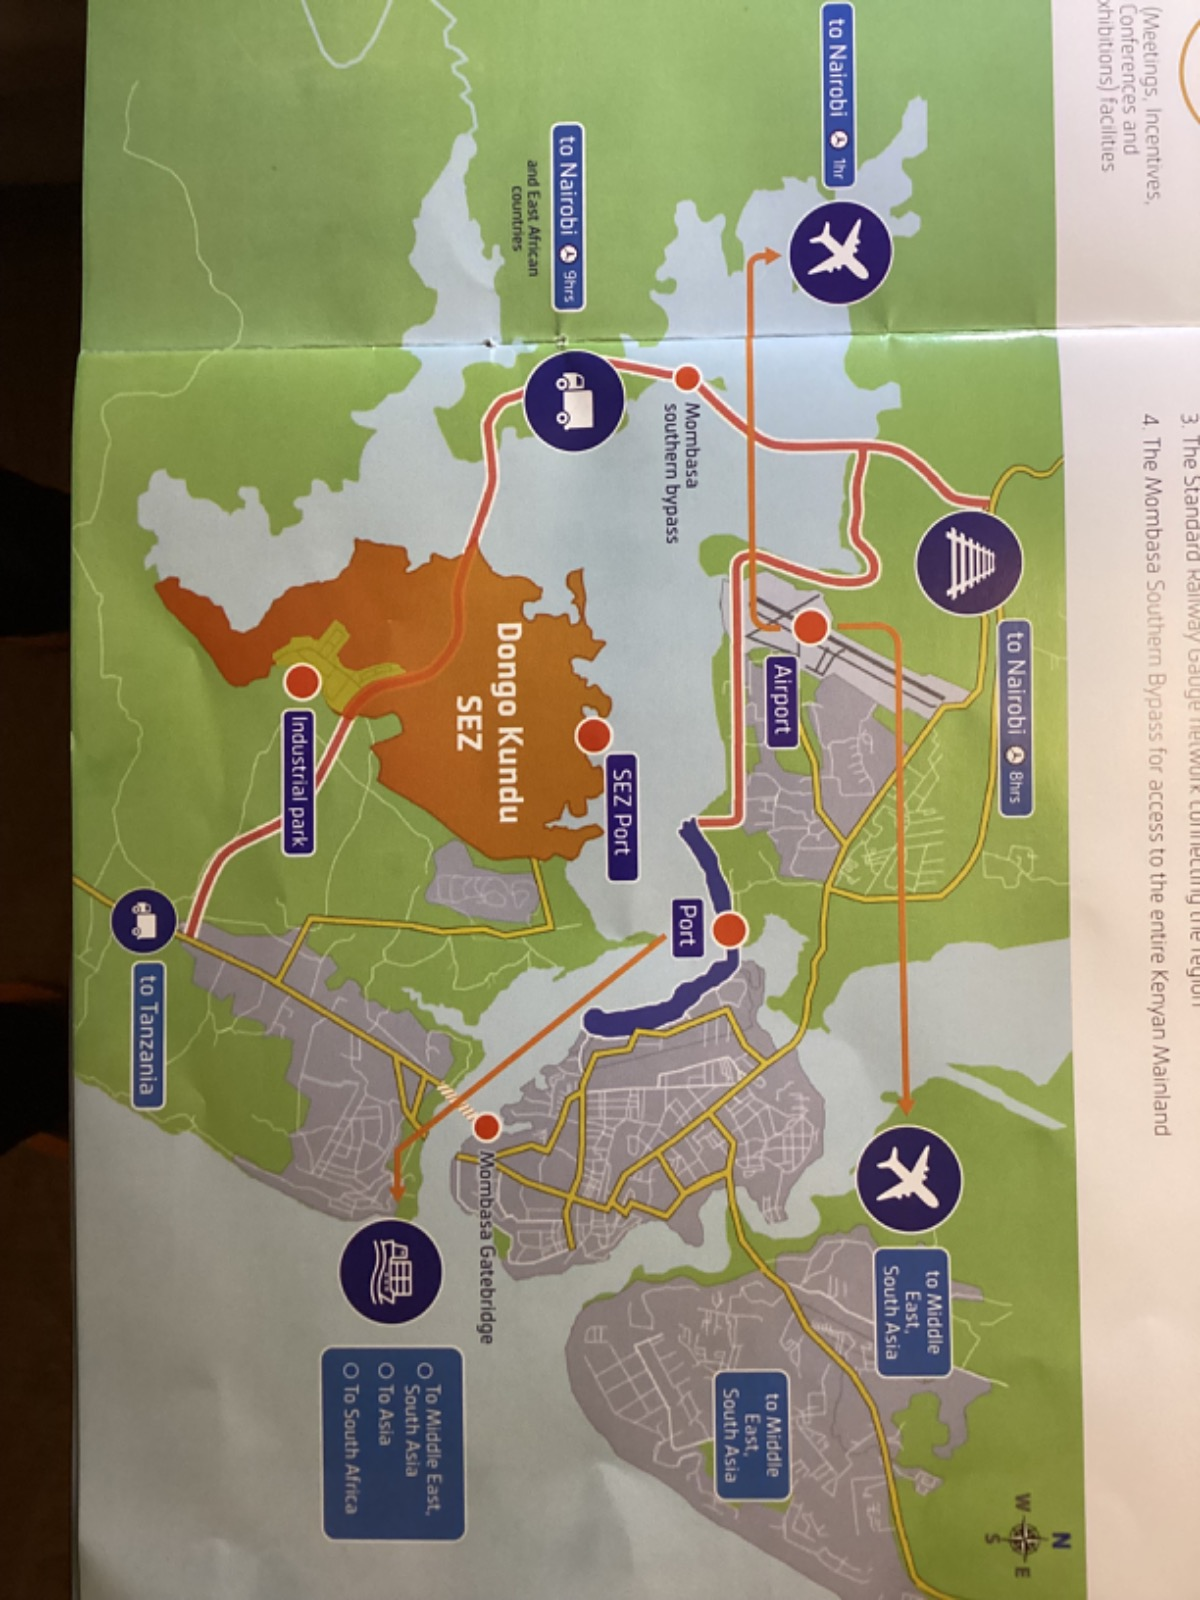 (Meetings, Incentives,
Conferences and
xhibitions) facilities
3. The Standard Railway Gauge network connecting the region
4. The Mombasa Southern Bypass for access to the entire Kenyan Mainland
N
W
E
S
to Nairobi 8hrs
to Middle
East,
South Asia
to Nairobi 1hr
Airport
to Middle
East,
South Asia
Mombasa
southern bypass
Port
SEZ Port
to Nairobi 9hrs
and East African
countries
Dongo Kundu
SEZ
Mombasa Gatebridge
Industrial park
To Middle East,
South Asia
To Asia
To South Africa
to Tanzania